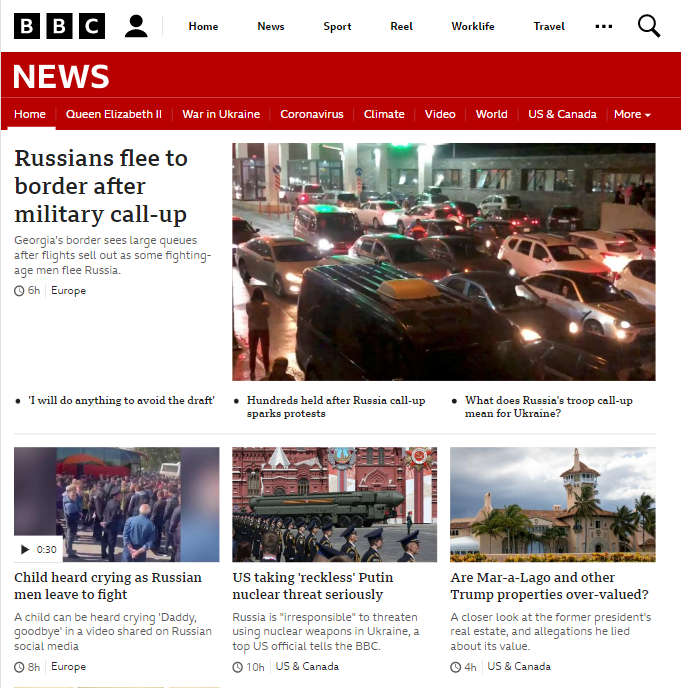 BBC
Home
News
Sport
Reel
Worklife
Travel
NEWS
Home
Queen Elizabeth II
War in Ukraine
Coronavirus
Climate
Video
World
US & Canada
More
Russians flee to
border after
military call-up
Georgia's border sees large queues
after flights sell out as some fighting-
age men flee Russia.
6h
Europe
'I will do anything to avoid the draft'
Hundreds held after Russia call-up
sparks protests
What does Russia's troop call-up
mean for Ukraine?
0:30
Child heard crying as Russian
men leave to fight
A child can be heard crying 'Daddy,
goodbye' in a video shared on Russian
social media
8h
Europe
US taking 'reckless' Putin
nuclear threat seriously
Russia is "irresponsible" to threaten
using nuclear weapons in Ukraine, a
top US official tells the BBC.
10h
US & Canada
Are Mar-a-Lago and other
Trump properties over-valued?
A closer look at the former president's
real estate, and allegations he lied
about its value.
4h
US & Canada